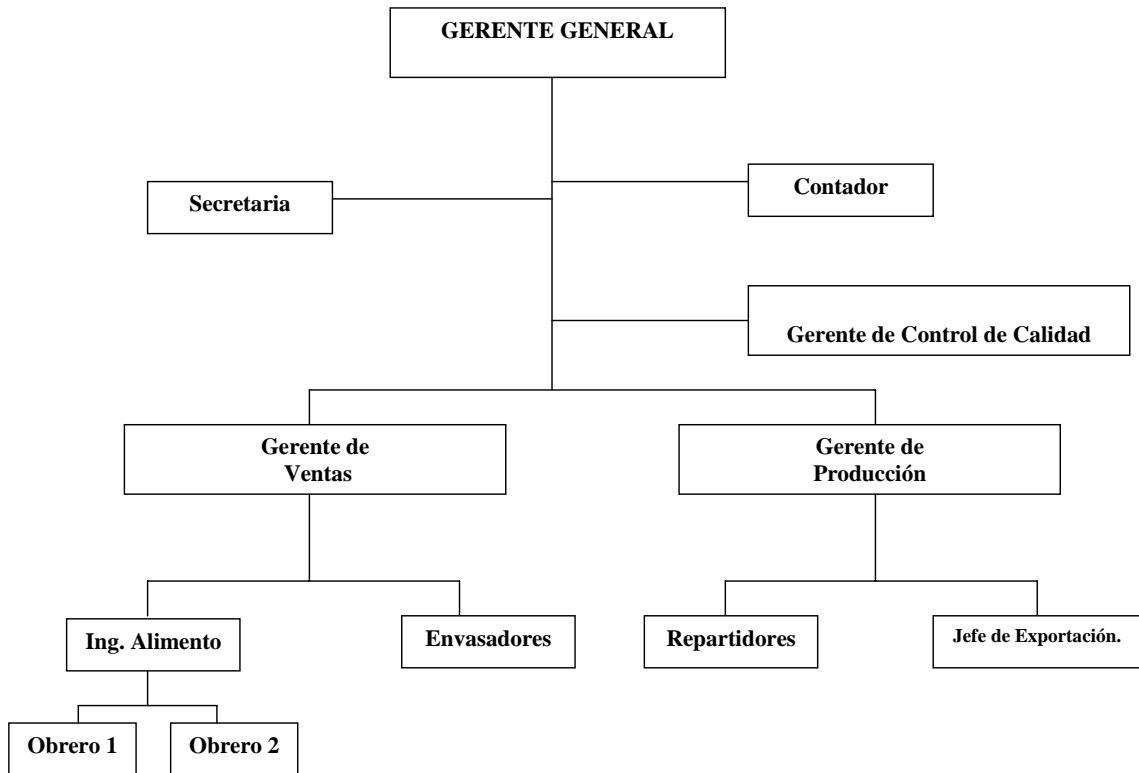 GERENTE GENERAL
Contador
Secretaria
Gerente de Control de Calidad
Gerente de
Ventas
Gerente de
Producción
Ing. Alimento
Envasadores
Repartidores
Jefe de Exportación.
Obrero 1
Obrero 2